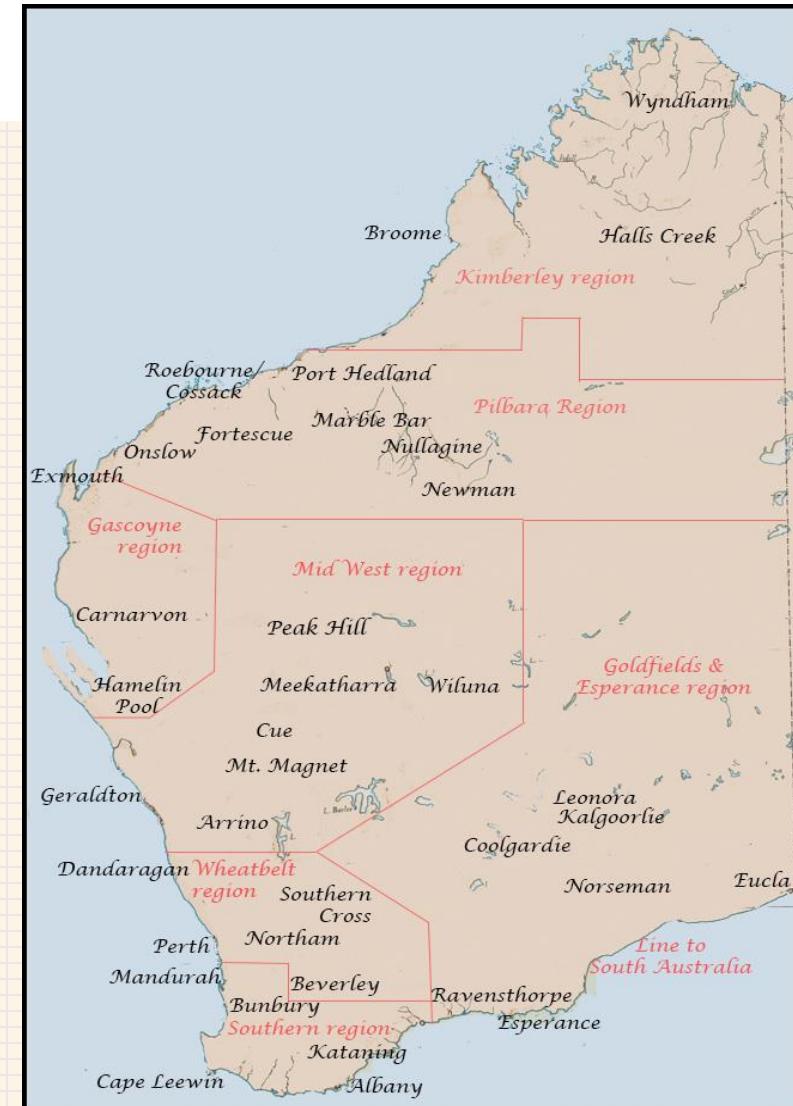 Wyndham
Broome
Halls Creek
Kimberley region
Roebourne/
Cossack
Port Hedland
Pilbara Region
Marble Bar
Fortescue
Nullagine
Onslow
Exmouth
Newman
Gascoyne
region
Mid West region
Carnarvon
Peak Hill
Goldfields &
Esperance region
Hamelin
Pool
Meekatharra
Wiluna
Cue
Mt. Magnet
Geraldton
L. Barlee
Leonora
Kalgoorlie
Arrino
Coolgardie
Dandaragan
Wheatbelt
region
Southern
Cross
Norseman
Eucla
Northam
Perth
Line to
South Australia
Mandurah
Beverley
Bunbury
Ravensthorpe
Southern region
Esperance
Kataning
Cape Leewin
Albany